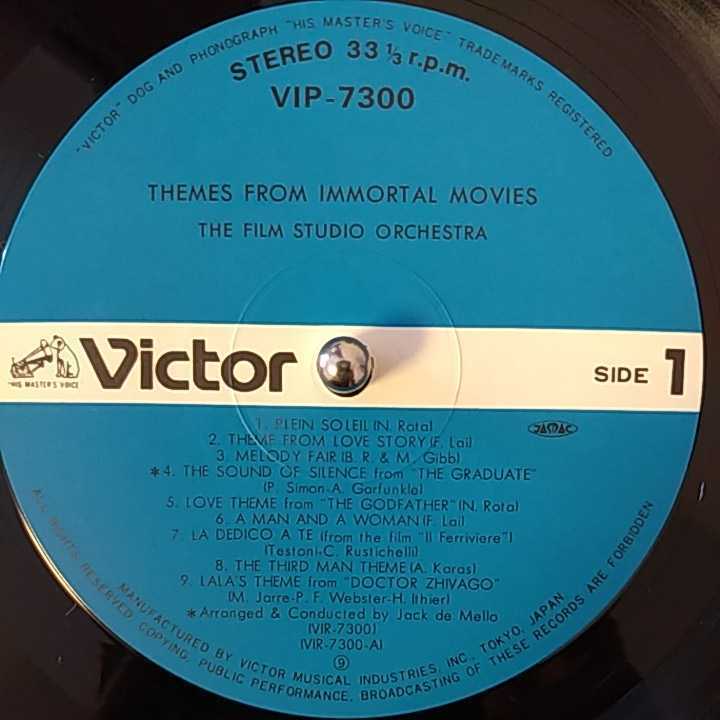 "VICTOR" DOG AND PHONOGRAPH "HIS MASTER'S VOICE" TRADEMARKS REGISTERED
STEREO 33 1/3 r.p.m.
VIP-7300
THEMES FROM IMMORTAL MOVIES
THE FILM STUDIO ORCHESTRA
"HIS MASTER'S VOICE"
Victor
SIDE 1
1. PLEIN SOLEIL(N. Rota)
2. THEME FROM LOVE STORY(F. Lai)
3. MELODY FAIR(B. R. & M. Gibb)
*4. THE SOUND OF SILENCE from "THE GRADUATE"
(P. Simon-A. Garfunkle)
5. LOVE THEME from "THE GODFATHER"(N. Rota)
6. A MAN AND A WOMAN(F. Lai)
7. LA DEDICO A TE (from the film "Il Ferriviere")
(Testoni-C. Rustichelli)
8. THE THIRD MAN THEME(A. Karas)
9. LALA'S THEME from "DOCTOR ZHIVAGO"
(M. Jarre-P. F. Webster-H. Ithier)
*Arranged & Conducted by Jack de Mello
(VIR-7300)
(VIR-7300-A)
⑨
JASRAC
ALL RIGHTS RESERVED. COPYING, PUBLIC PERFORMANCE, BROADCASTING OF THESE RECORDS ARE FORBIDDEN
MANUFACTURED BY VICTOR MUSICAL INDUSTRIES, INC., TOKYO, JAPAN.